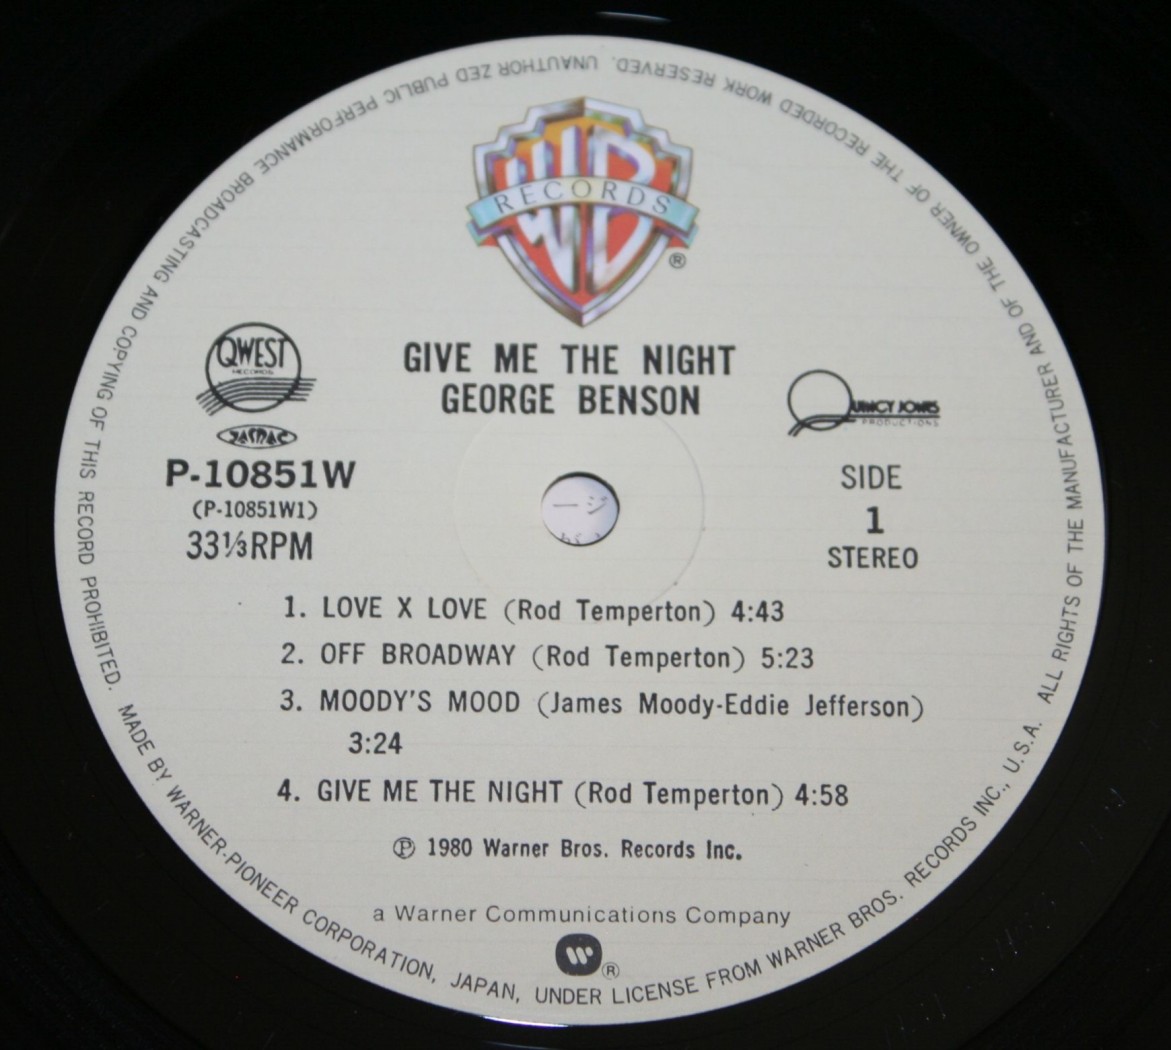 WB
RECORDS
®
GIVE ME THE NIGHT
GEORGE BENSON
QWEST
RECORDS
JASRAC
P-10851W
(P-10851W1)
33⅓RPM
QUINCY JONES
PRODUCTIONS
SIDE
1
STEREO
ージ
1. LOVE X LOVE (Rod Temperton) 4:43
2. OFF BROADWAY (Rod Temperton) 5:23
3. MOODY'S MOOD (James Moody-Eddie Jefferson)
3:24
4. GIVE ME THE NIGHT (Rod Temperton) 4:58
Ⓟ 1980 Warner Bros. Records Inc.
a Warner Communications Company
®
MADE BY WARNER-PIONEER CORPORATION, JAPAN, UNDER LICENSE FROM WARNER BROS. RECORDS INC., U.S.A. ALL RIGHTS OF THE MANUFACTURER AND OF THE OWNER OF THE RECORDED WORK RESERVED. UNAUTHOR ZED PUBLIC PERFORMANCE, BROADCASTING AND COPYING OF THIS RECORD PROHIBITED.